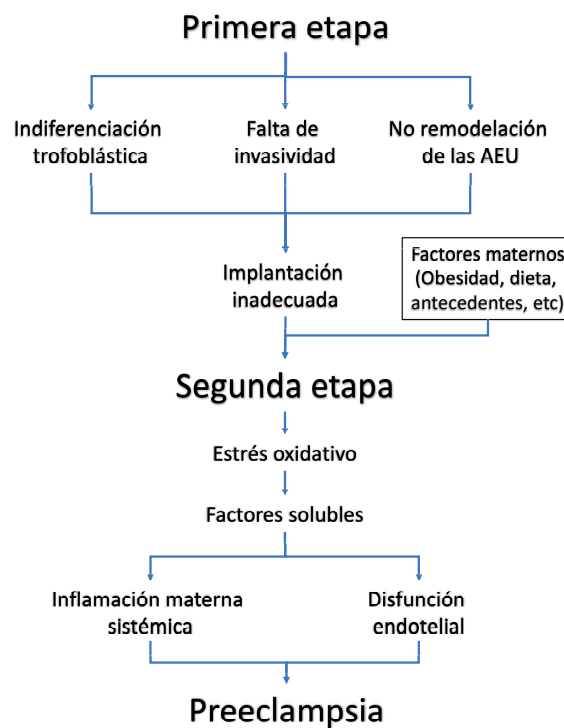 Primera etapa
Indiferenciación
trofoblástica
Falta de
invasividad
No remodelación
de las AEU
Implantación
inadecuada
Factores maternos
(Obesidad, dieta,
antecedentes, etc)
Segunda etapa
Estrés oxidativo
Factores solubles
Inflamación materna
sistémica
Disfunción
endotelial
Preeclampsia